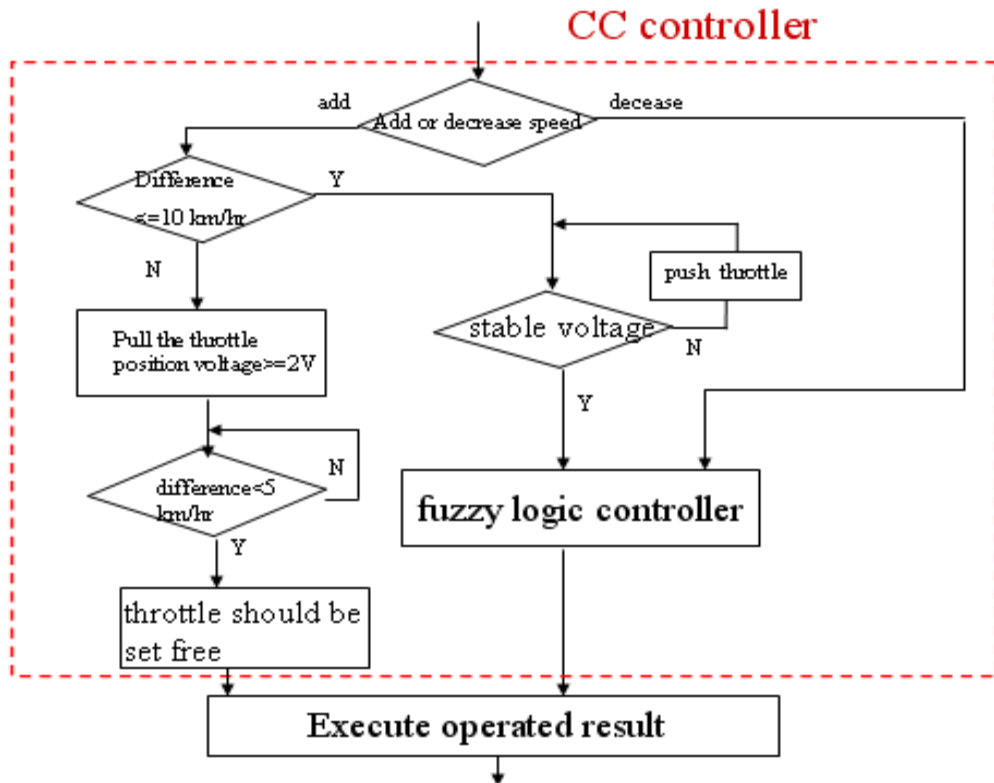 CC controller
add
decease
Add or decrease speed
Difference
<=10 km/hr
Y
N
push throttle
stable voltage
N
Pull the throttle
position voltage>=2V
Y
N
difference<5
km/hr
fuzzy logic controller
Y
throttle should be
set free
Execute operated result